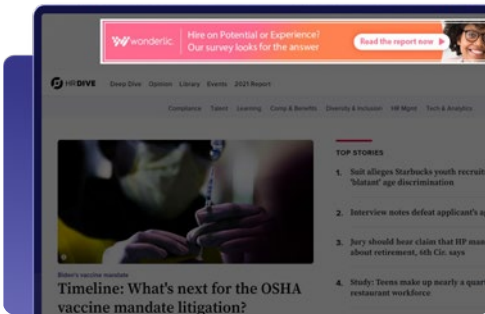 wonderlic
Hire on Potential or Experience?
Our survey looks for the answer
Read the report now
HR DIVE
Deep Dive Opinion Library Events 2021 Report
Compliance Talent Learning Comp & Benefits Diversity & Inclusion HR Mgmt Tech & Analytics
TOP STORIES
1. Suit alleges Starbucks youth recruit
'blatant' age discrimination
2. Interview notes defeat applicant's a
3. Jury should hear claim that HP man
about retirement, 6th Cir. says
4. Study: Teens make up nearly a quar
restaurant workforce
Biden's vaccine mandate
Timeline: What's next for the OSHA
vaccine mandate litigation?